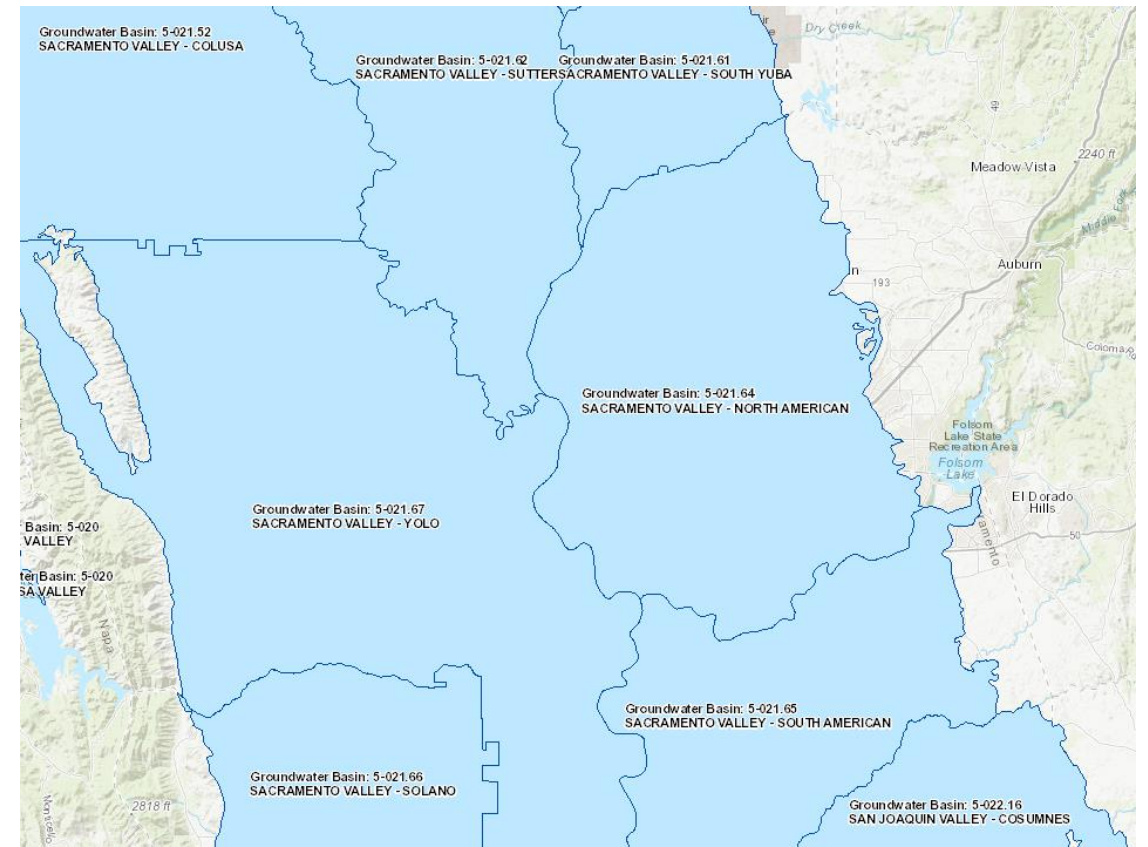 Groundwater Basin: 5-021.52
SACRAMENTO VALLEY - COLUSA
Groundwater Basin: 5-021.62
SACRAMENTO VALLEY - SUTTER
Groundwater Basin: 5-021.61
SACRAMENTO VALLEY - SOUTH YUBA
Dry Creek
49
2240 ft
Meadow Vista
Middle Fork
Auburn
193
Groundwater Basin: 5-021.64
SACRAMENTO VALLEY - NORTH AMERICAN
Folsom
Lake State
Recreation Area
Folsom
Lake
El Dorado
Hills
50
Groundwater Basin: 5-021.67
SACRAMENTO VALLEY - YOLO
Basin: 5-020
VALLEY
Basin: 5-020
SA VALLEY
Napa
Groundwater Basin: 5-021.65
SACRAMENTO VALLEY - SOUTH AMERICAN
Groundwater Basin: 5-021.66
SACRAMENTO VALLEY - SOLANO
2818 ft
Monticello
Groundwater Basin: 5-022.16
SAN JOAQUIN VALLEY - COSUMNES